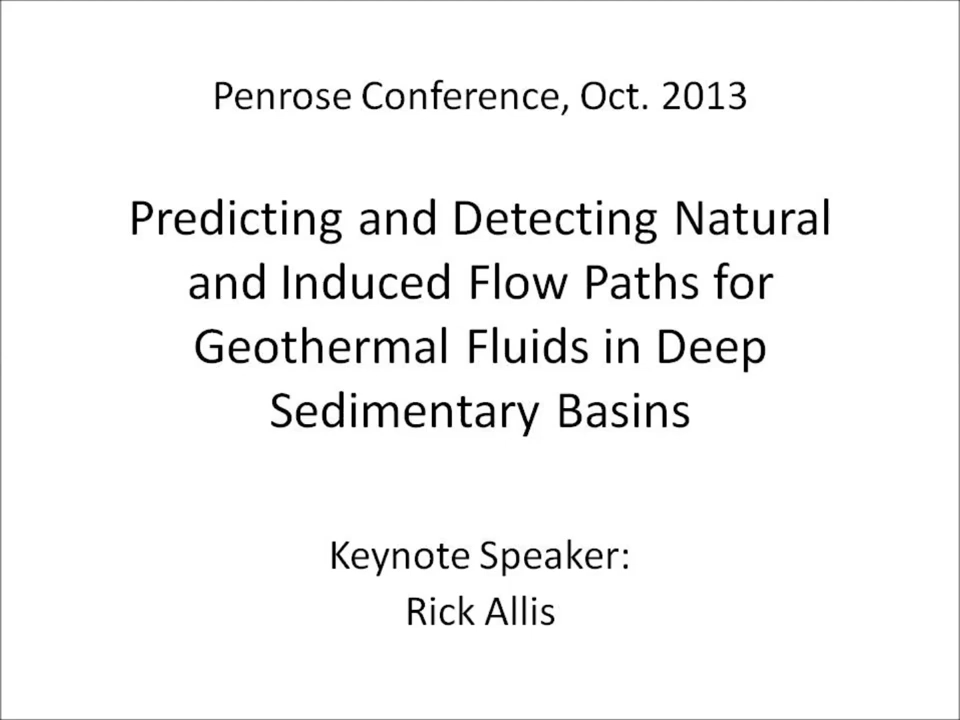 Penrose Conference, Oct. 2013
Predicting and Detecting Natural
and Induced Flow Paths for
Geothermal Fluids in Deep
Sedimentary Basins
Keynote Speaker:
Rick Allis